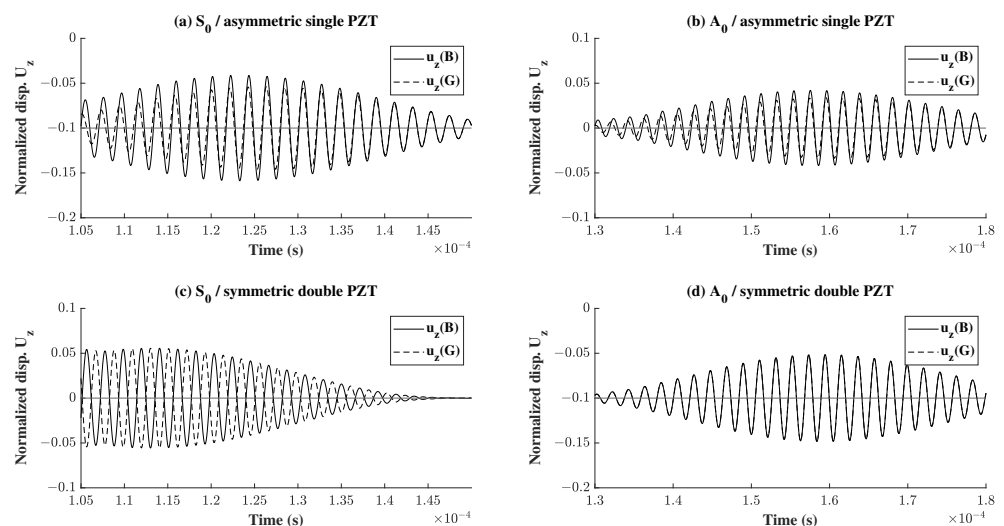 (a) S0 / asymmetric single PZT
0
−0.05
−0.1
−0.15
−0.2
Normalized disp. Uz
uz(B)
uz(G)
1.05 1.1 1.15 1.2 1.25 1.3 1.35 1.4 1.45
Time (s)
×10−4
(b) A0 / asymmetric single PZT
0.1
0.05
0
−0.05
−0.1
Normalized disp. Uz
uz(B)
uz(G)
1.3 1.4 1.5 1.6 1.7 1.8
Time (s)
×10−4
(c) S0 / symmetric double PZT
0.1
0.05
0
−0.05
−0.1
Normalized disp. Uz
uz(B)
uz(G)
1.05 1.1 1.15 1.2 1.25 1.3 1.35 1.4 1.45
Time (s)
×10−4
(d) A0 / symmetric double PZT
0
−0.05
−0.1
−0.15
−0.2
Normalized disp. Uz
uz(B)
uz(G)
1.3 1.4 1.5 1.6 1.7 1.8
Time (s)
×10−4